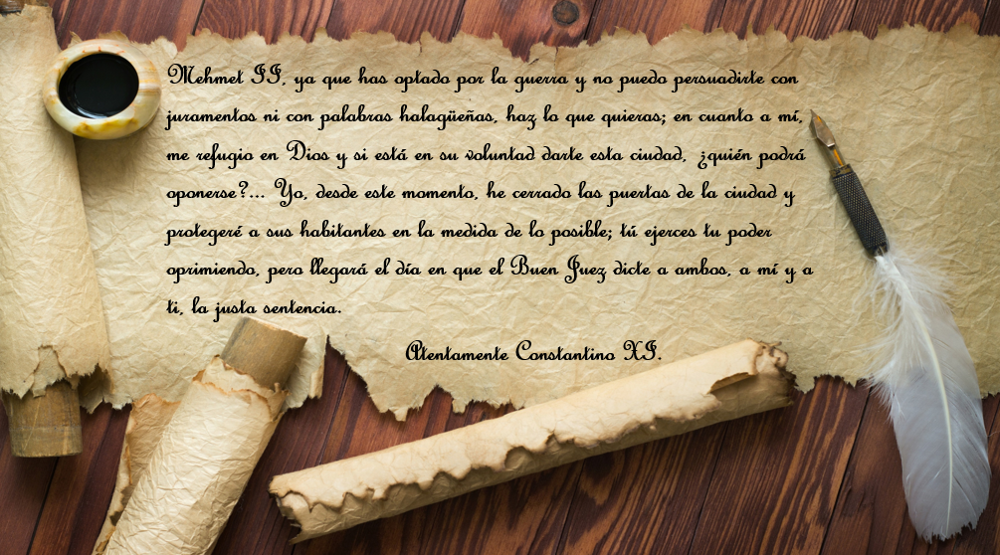 Mehmet II, ya que has optado por la guerra y no puedo persuadirte con
juramentos ni con palabras halagüeñas, haz lo que quieras; en cuanto a mí,
me refugio en Dios y si está en su voluntad darte esta ciudad, ¿quién podrá
oponerse?... Yo, desde este momento, he cerrado las puertas de la ciudad y
protegeré a sus habitantes en la medida de lo posible; tú ejerces tu poder
oprimiendo, pero llegará el día en que el Buen Juez dicte a ambos, a mí y a
ti, la justa sentencia.
Atentamente Constantino XI.